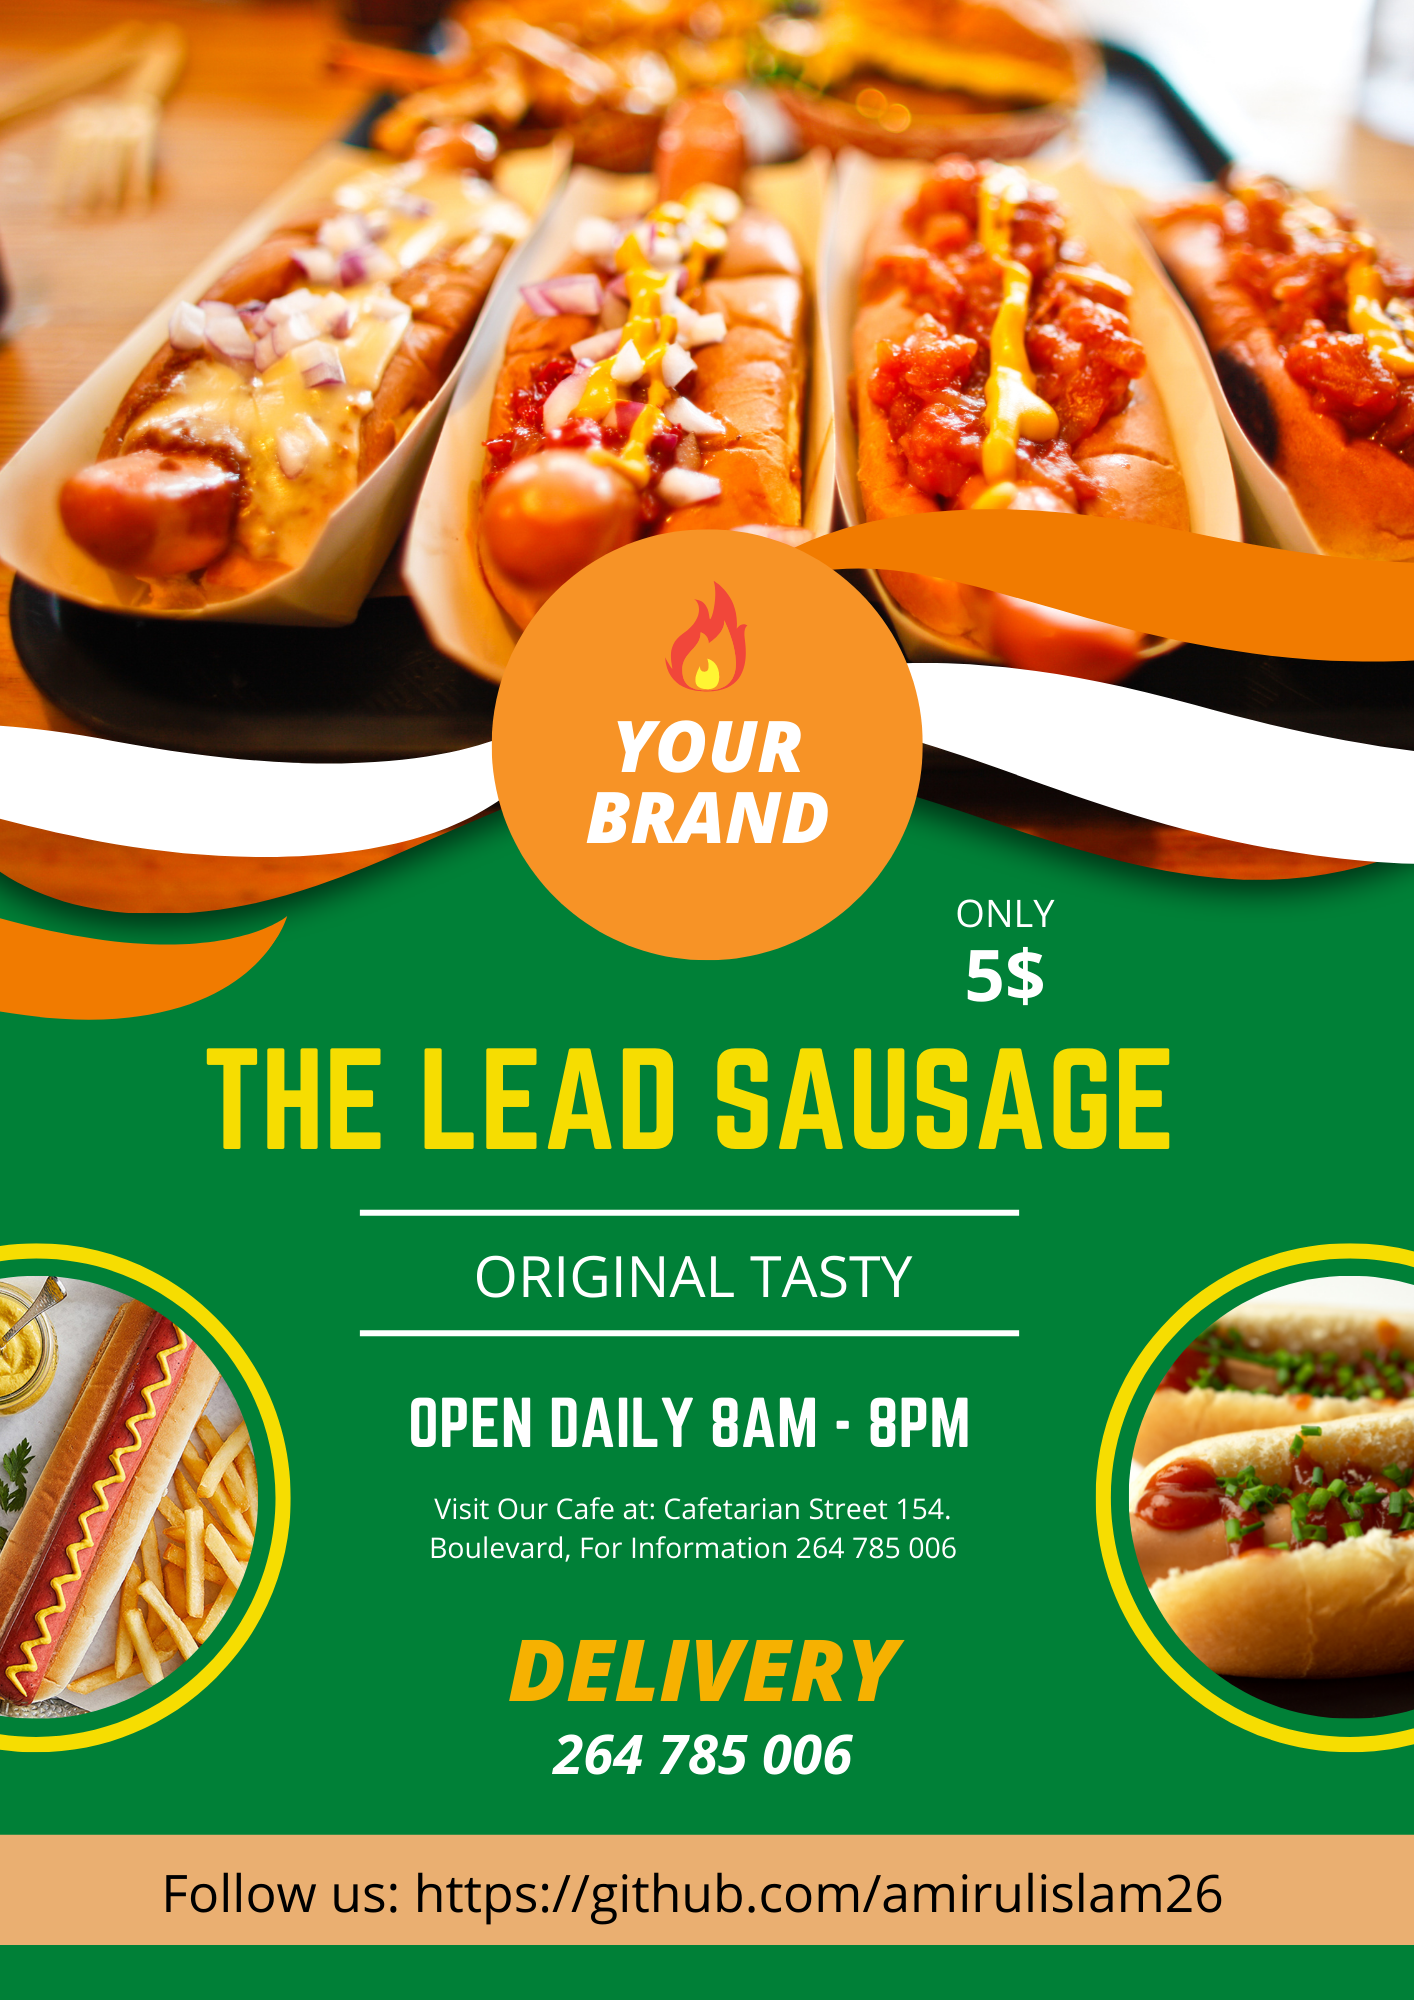 YOUR
BRAND
ONLY
5$
THE LEAD SAUSAGE
ORIGINAL TASTY
OPEN DAILY 8AM - 8PM
Visit Our Cafe at: Cafetarian Street 154.
Boulevard, For Information 264 785 006
DELIVERY
264 785 006
Follow us: https://github.com/amirulislam26